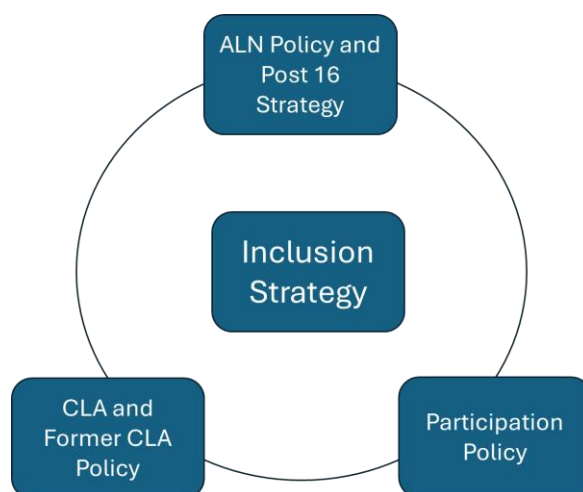 ALN Policy and
Post 16
Strategy
Inclusion
Strategy
CLA and
Former CLA
Policy
Participation
Policy